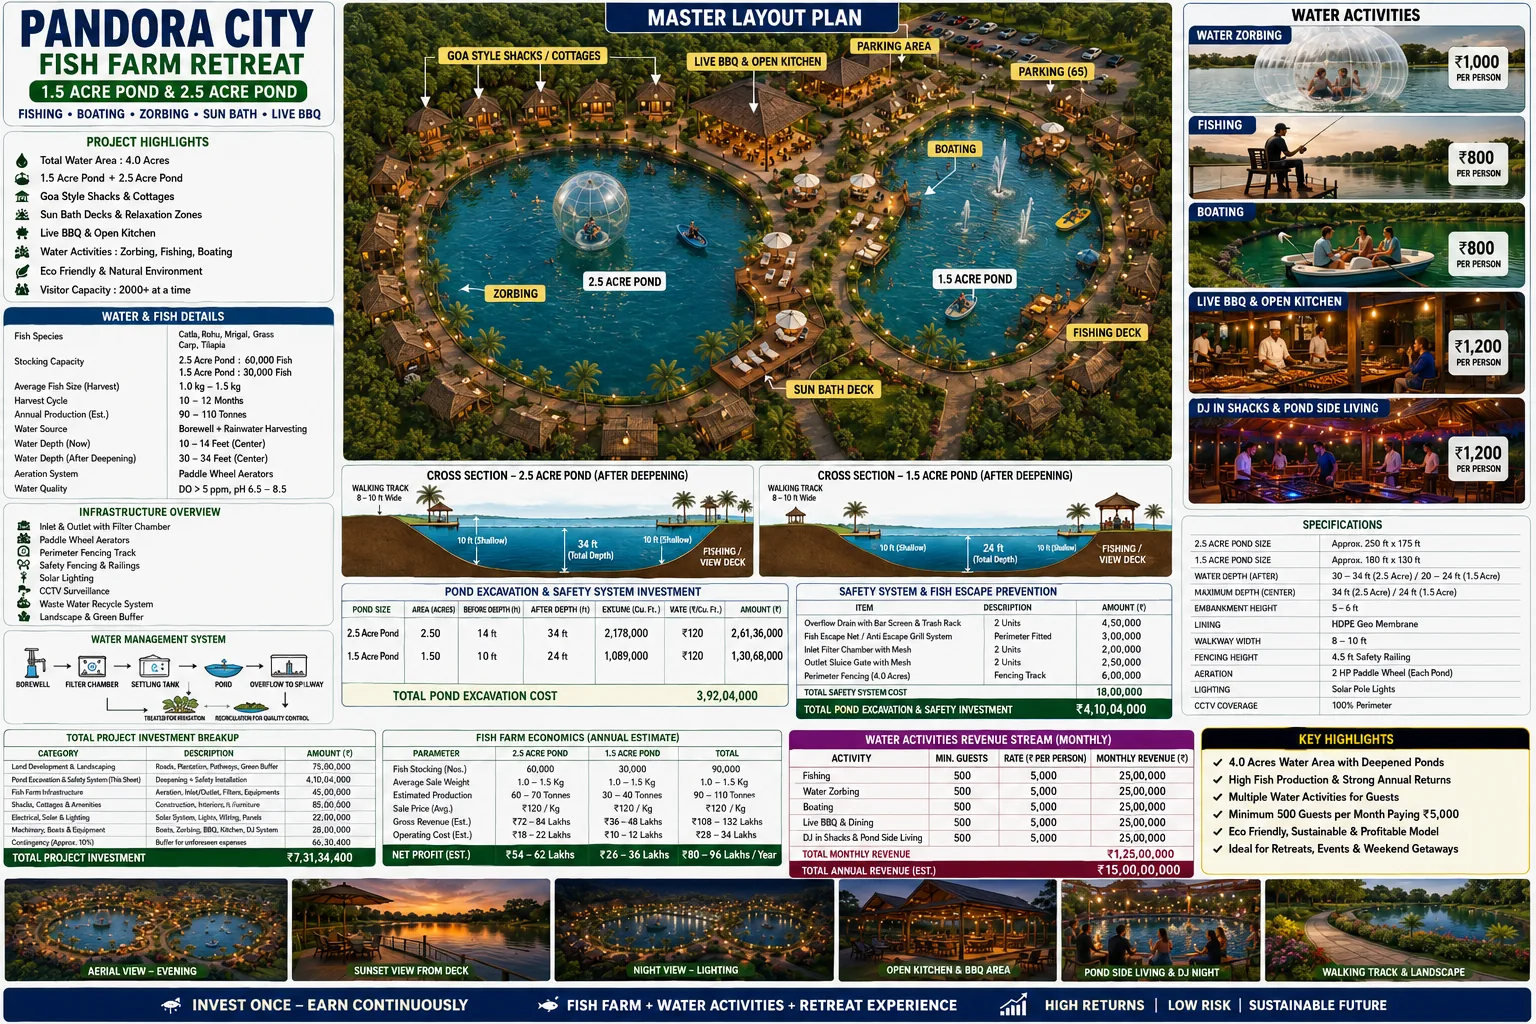 PANDORA CITY
FISH FARM RETREAT
1.5 ACRE POND & 2.5 ACRE POND
FISHING • BOATING • ZORBING • SUN BATH • LIVE BBQ
PROJECT HIGHLIGHTS
Total Water Area : 4.0 Acres
1.5 Acre Pond + 2.5 Acre Pond
Goa Style Shacks & Cottages
Sun Bath Decks & Relaxation Zones
Live BBQ & Open Kitchen
Water Activities : Zorbing, Fishing, Boating
Eco Friendly & Natural Environment
Visitor Capacity : 2000+ at a time
WATER & FISH DETAILS
Fish Species Catla, Rohu, Mrigal, Grass
Carp, Tilapia
Stocking Capacity 2.5 Acre Pond : 60,000 Fish
1.5 Acre Pond : 30,000 Fish
Average Fish Size (Harvest) 1.0 kg – 1.5 kg
Harvest Cycle 10 – 12 Months
Annual Production (Est.) 90 – 110 Tonnes
Water Source Borewell + Rainwater Harvesting
Water Depth (Now) 10 – 14 Feet (Center)
Water Depth (After Deepening) 30 – 34 Feet (Center)
Aeration System Paddle Wheel Aerators
Water Quality DO > 5 ppm, pH 6.5 – 8.5
INFRASTRUCTURE OVERVIEW
Inlet & Outlet with Filter Chamber
Paddle Wheel Aerators
Perimeter Fencing Track
Safety Fencing & Railings
Solar Lighting
CCTV Surveillance
Waste Water Recycle System
Landscape & Green Buffer
WATER MANAGEMENT SYSTEM
BOREWELL FILTER CHAMBER SETTLING TANK POND OVERFLOW TO SPILLWAY
TREATED FOR IRRIGATION RECIRCULATION FOR QUALITY CONTROL
MASTER LAYOUT PLAN
GOA STYLE SHACKS / COTTAGES
LIVE BBQ & OPEN KITCHEN
PARKING AREA
PARKING (65)
BOATING
2.5 ACRE POND
1.5 ACRE POND
ZORBING
FISHING DECK
SUN BATH DECK
CROSS SECTION – 2.5 ACRE POND (AFTER DEEPENING)
WALKING TRACK
8 – 10 ft Wide
10 ft (Shallow)
34 ft
(Total Depth)
10 ft (Shallow)
FISHING /
VIEW DECK
CROSS SECTION – 1.5 ACRE POND (AFTER DEEPENING)
WALKING TRACK
8 – 10 ft Wide
10 ft (Shallow)
24 ft
(Total Depth)
10 ft (Shallow)
FISHING /
VIEW DECK
POND EXCAVATION & SAFETY SYSTEM INVESTMENT
POND SIZE AREA (ACRES) BEFORE DEPTH (ft) AFTER DEPTH (ft) (Cu. Ft.) (₹/Cu. Ft.) AMOUNT (₹)
2.5 Acre Pond 2.50 14 ft 34 ft 2,178,000 ₹120 2,61,36,000
1.5 Acre Pond 1.50 10 ft 24 ft 1,089,000 ₹120 1,30,68,000
TOTAL POND EXCAVATION COST 3,92,04,000
SAFETY SYSTEM & FISH ESCAPE PREVENTION
ITEM DESCRIPTION AMOUNT (₹)
Overflow Drain with Bar Screen & Trash Rack 2 Units 4,50,000
Fish Escape Net / Anti Escape Grill System Perimeter Fitted 3,00,000
Inlet Filter Chamber with Mesh 2 Units 2,00,000
Outlet Sluice Gate with Mesh 2 Units 2,50,000
Perimeter Fencing (4.0 Acres) Fencing Track 6,00,000
TOTAL SAFETY SYSTEM COST 18,00,000
TOTAL POND EXCAVATION & SAFETY INVESTMENT ₹4,10,04,000
WATER ACTIVITIES
WATER ZORBING
₹1,000
PER PERSON
FISHING
₹800
PER PERSON
BOATING
₹800
PER PERSON
LIVE BBQ & OPEN KITCHEN
₹1,200
PER PERSON
DJ IN SHACKS & POND SIDE LIVING
₹1,200
PER PERSON
SPECIFICATIONS
2.5 ACRE POND SIZE Approx. 250 ft x 175 ft
1.5 ACRE POND SIZE Approx. 180 ft x 130 ft
WATER DEPTH (AFTER) 30 – 34 ft (2.5 Acre) / 20 – 24 ft (1.5 Acre)
MAXIMUM DEPTH (CENTER) 34 ft (2.5 Acre) / 24 ft (1.5 Acre)
EMBANKMENT HEIGHT 5 – 6 ft
LINING HDPE Geo Membrane
WALKWAY WIDTH 8 – 10 ft
FENCING HEIGHT 4.5 ft Safety Railing
AERATION 2 HP Paddle Wheel (Each Pond)
LIGHTING Solar Pole Lights
CCTV COVERAGE 100% Perimeter
TOTAL PROJECT INVESTMENT BREAKUP
CATEGORY DESCRIPTION AMOUNT (₹)
Land Development & Landscaping Roads, Plantation, Pathways, Green Buffer 75,00,000
Pond Excavation & Safety System (This Sheet) Deepening + Safety Installation 4,10,04,000
Fish Farm Infrastructure Aeration, Inlet/Outlet, Filters, Equipments 45,00,000
Shacks, Cottages & Amenities Construction, Interiors, Furniture 85,00,000
Electrical, Solar & Lighting Solar System, Lights, Wiring, Panels 22,00,000
Machinary, Boats & Equipment Boats, Zorbing, BBQ, Kitchen, DJ System 28,00,000
Contingency (Approx. 10%) Buffer for unforeseen expenses 66,30,400
TOTAL PROJECT INVESTMENT ₹7,31,34,400
FISH FARM ECONOMICS (ANNUAL ESTIMATE)
PARAMETER 2.5 ACRE POND 1.5 ACRE POND TOTAL
Fish Stocking (Nos.) 60,000 30,000 90,000
Average Sale Weight 1.0 – 1.5 Kg 1.0 – 1.5 Kg 1.0 – 1.5 Kg
Estimated Production 60 – 70 Tonnes 30 – 40 Tonnes 90 – 110 Tonnes
Sale Price (Avg.) ₹120 / Kg ₹120 / Kg ₹120 / Kg
Gross Revenue (Est.) ₹72 – 84 Lakhs ₹36 – 48 Lakhs ₹108 – 132 Lakhs
Operating Cost (Est.) ₹18 – 22 Lakhs ₹10 – 12 Lakhs ₹28 – 34 Lakhs
NET PROFIT (EST.) ₹54 – 62 Lakhs ₹26 – 36 Lakhs ₹80 – 96 Lakhs / Year
WATER ACTIVITIES REVENUE STREAM (MONTHLY)
ACTIVITY MIN. GUESTS RATE (₹ PER PERSON) MONTHLY REVENUE (₹)
Fishing 500 5,000 25,00,000
Water Zorbing 500 5,000 25,00,000
Boating 500 5,000 25,00,000
Live BBQ & Dining 500 5,000 25,00,000
DJ in Shacks & Pond Side Living 500 5,000 25,00,000
TOTAL MONTHLY REVENUE ₹1,25,00,000
TOTAL ANNUAL REVENUE (EST.) ₹15,00,00,000
KEY HIGHLIGHTS
✓ 4.0 Acres Water Area with Deepened Ponds
✓ High Fish Production & Strong Annual Returns
✓ Multiple Water Activities for Guests
✓ Minimum 500 Guests per Month Paying ₹5,000
✓ Eco Friendly, Sustainable & Profitable Model
✓ Ideal for Retreats, Events & Weekend Getaways
AERIAL VIEW – EVENING
SUNSET VIEW FROM DECK
NIGHT VIEW – LIGHTING
OPEN KITCHEN & BBQ AREA
POND SIDE LIVING & DJ NIGHT
WALKING TRACK & LANDSCAPE
INVEST ONCE – EARN CONTINUOUSLY
FISH FARM + WATER ACTIVITIES + RETREAT EXPERIENCE
HIGH RETURNS | LOW RISK | SUSTAINABLE FUTURE